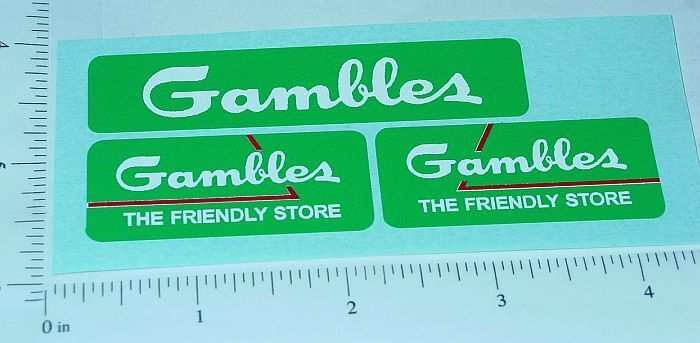 Gambles
Gambles
THE FRIENDLY STORE
Gambles
THE FRIENDLY STORE
0 in 1 2 3 4